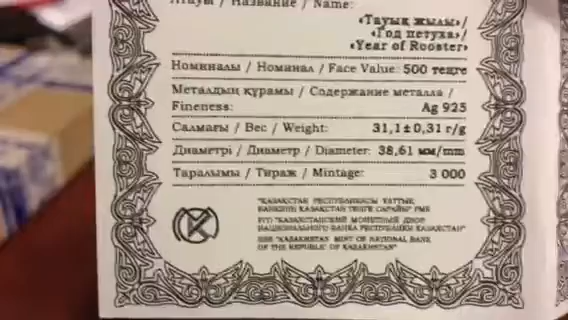 Атауы / Название / Name:
«Тауық жылы»/
«Год петуха»/
«Year of Rooster»
Номиналы / Номинал / Face Value: 500 теңге
Металдың құрамы / Содержание металла /
Fineness: Ag 925
Салмағы / Вес / Weight: 31,1±0,31 г/g
Диаметрі / Диаметр / Diameter: 38,61 мм/mm
Таралымы / Тираж / Mintage: 3 000
"ҚАЗАҚСТАН РЕСПУБЛИКАСЫ ҰЛТТЫҚ
БАНКІНІҢ ҚАЗАҚСТАН ТЕҢГЕ САРАЙЫ" РМК
РГП "КАЗАХСТАНСКИЙ МОНЕТНЫЙ ДВОР
НАЦИОНАЛЬНОГО БАНКА РЕСПУБЛИКИ КАЗАХСТАН"
"KAZAKHSTAN MINT OF NATIONAL BANK
OF THE REPUBLIC OF KAZAKHSTAN"